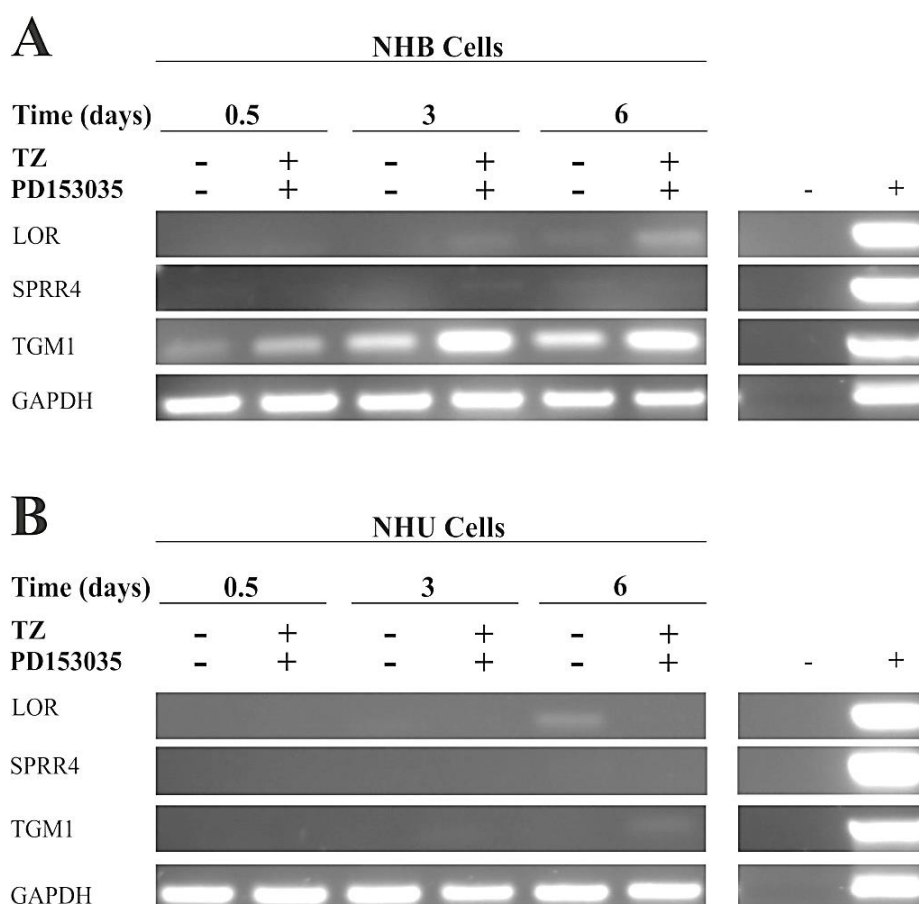 A
NHB Cells
Time (days) 0.5 3 6
TZ - + - + - +
PD153035 - + - + - + - +
LOR
SPRR4
TGM1
GAPDH
B
NHU Cells
Time (days) 0.5 3 6
TZ - + - + - +
PD153035 - + - + - + - +
LOR
SPRR4
TGM1
GAPDH